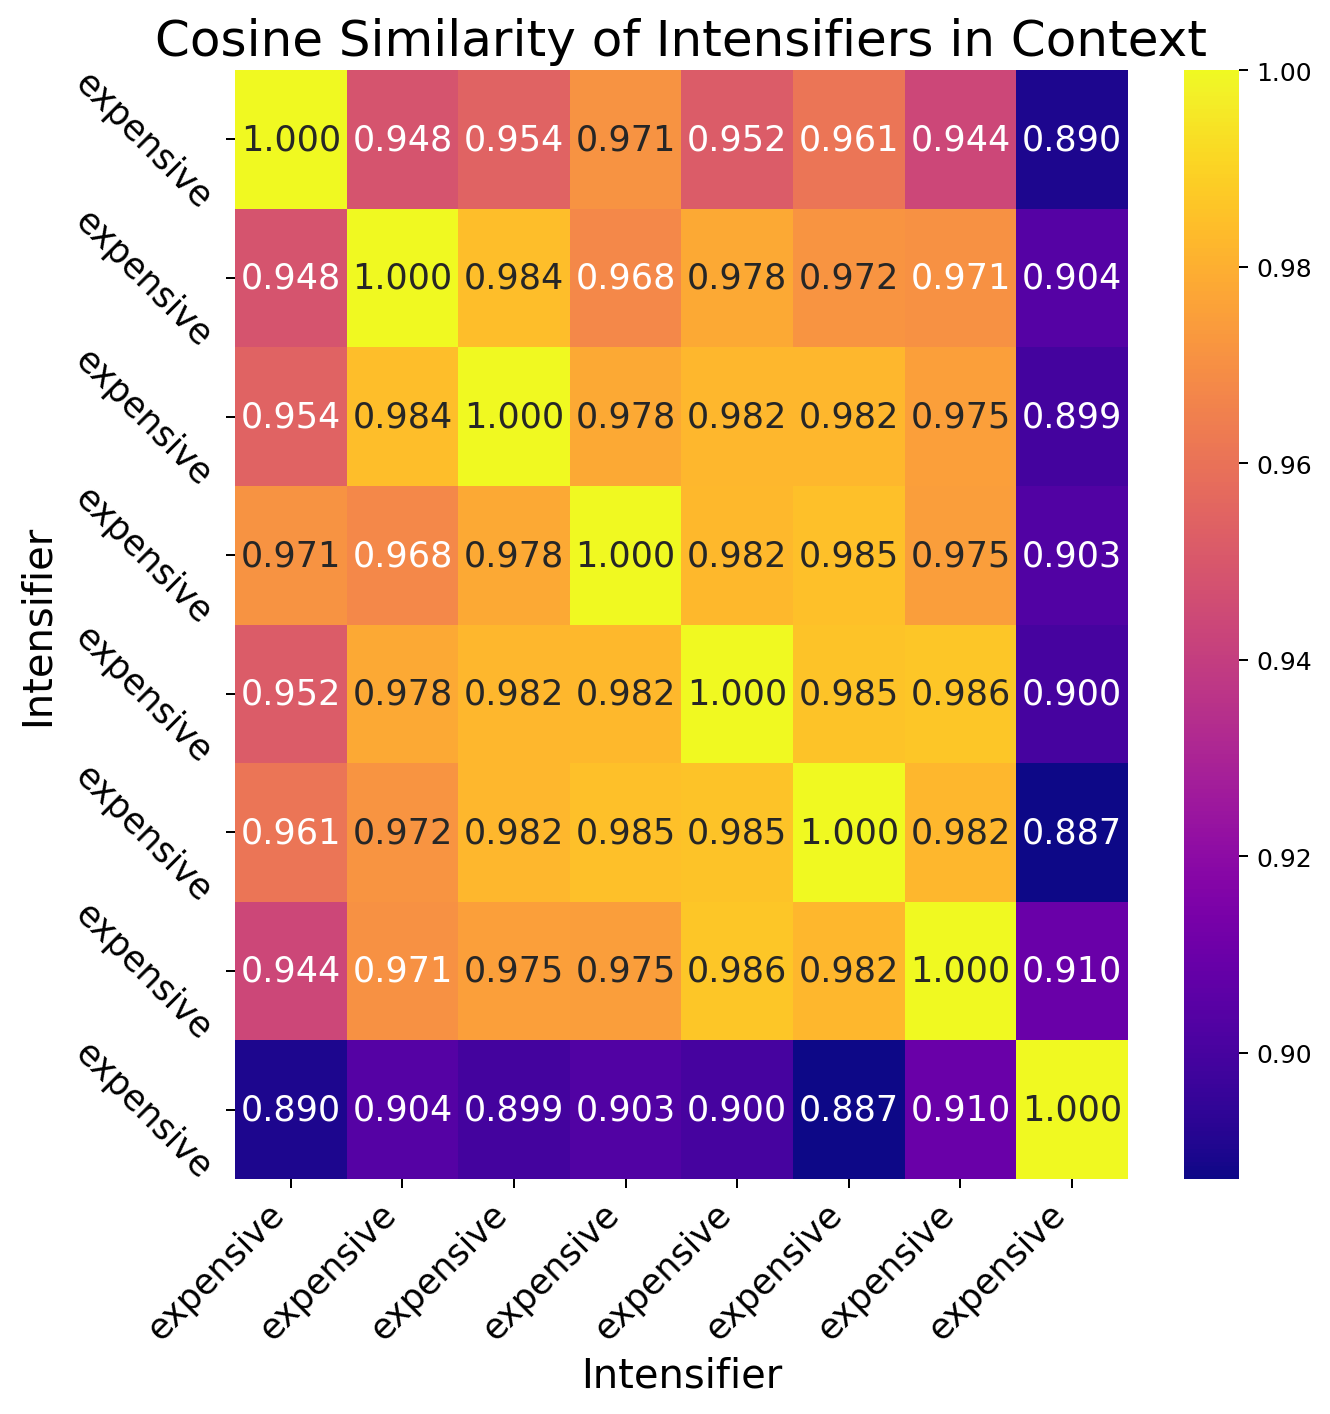 Cosine Similarity of Intensifiers in Context
expensive 1.000 0.948 0.954 0.971 0.952 0.961 0.944 0.890
expensive 0.948 1.000 0.984 0.968 0.978 0.972 0.971 0.904
expensive 0.954 0.984 1.000 0.978 0.982 0.982 0.975 0.899
expensive 0.971 0.968 0.978 1.000 0.982 0.985 0.975 0.903
expensive 0.952 0.978 0.982 0.982 1.000 0.985 0.986 0.900
expensive 0.961 0.972 0.982 0.985 0.985 1.000 0.982 0.887
expensive 0.944 0.971 0.975 0.975 0.986 0.982 1.000 0.910
expensive 0.890 0.904 0.899 0.903 0.900 0.887 0.910 1.000
Intensifier
expensive expensive expensive expensive expensive expensive expensive expensive
Intensifier
1.00
0.98
0.96
0.94
0.92
0.90